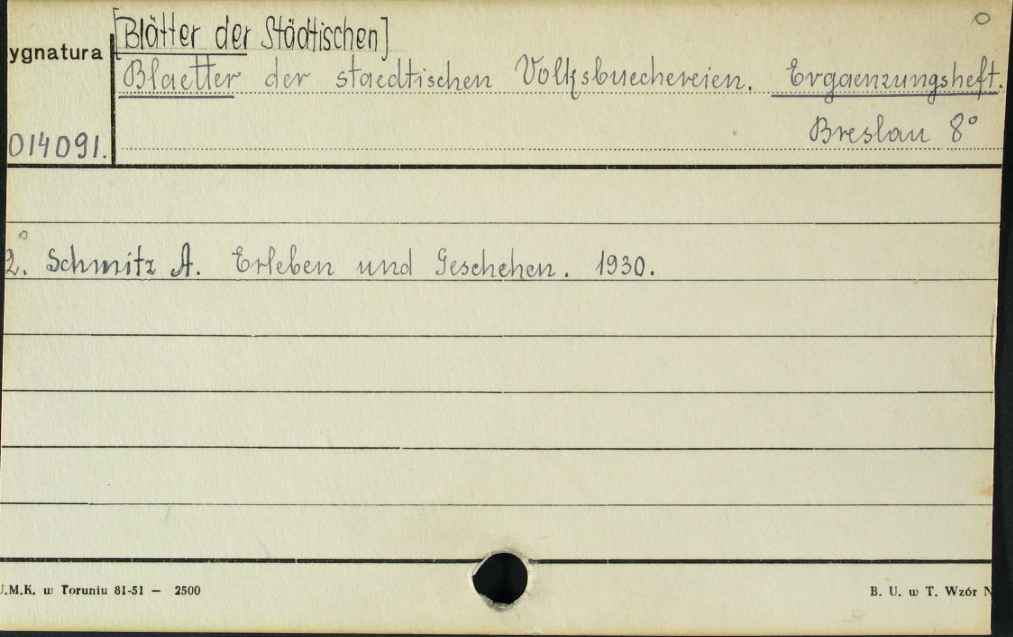 [Blätter der Städtischen]
ygnatura
Blaetter der staedtischen Volksbuechereien. Ergaenzungsheft.
Breslau 8°
014091.
2. Schmitz A. Erleben und Geschehen. 1930.
U.M.K. w Toruniu 81-51 — 2500
B. U. w T. Wzór N